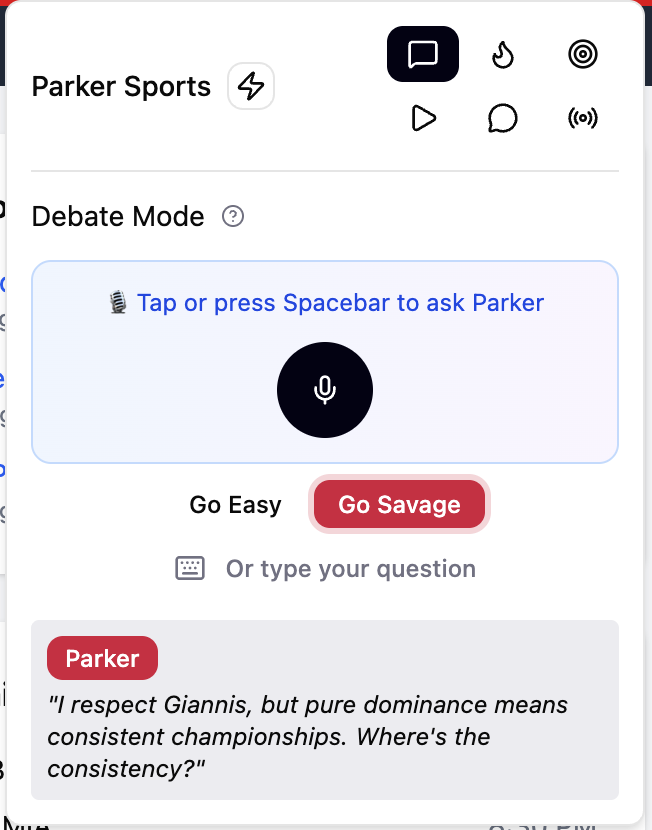 Parker Sports
Debate Mode
Tap or press Spacebar to ask Parker
Go Easy Go Savage
Or type your question
Parker
"I respect Giannis, but pure dominance means
consistent championships. Where's the
consistency?"